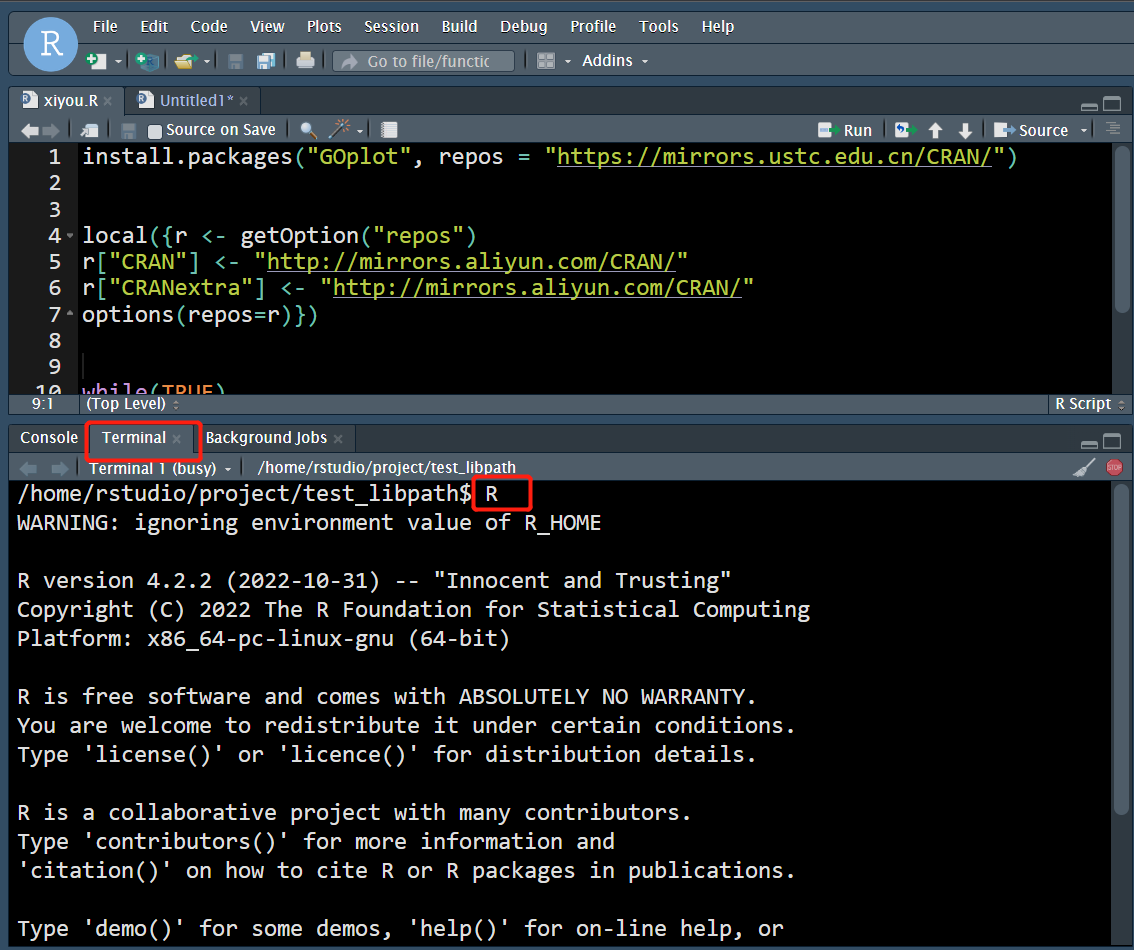 R
File Edit Code View Plots Session Build Debug Profile Tools Help
Go to file/functic Addins
xiyou.R Untitled1*
Source on Save Run Source
1 install.packages("GOplot", repos = "https://mirrors.ustc.edu.cn/CRAN/")
2
3
4 local({r <- getOption("repos")
5 r["CRAN"] <- "http://mirrors.aliyun.com/CRAN/"
6 r["CRANextra"] <- "http://mirrors.aliyun.com/CRAN/"
7 options(repos=r)})
8
9
10 while(TRUE)
9:1 (Top Level) R Script
Console Terminal Background Jobs
Terminal 1 (busy) /home/rstudio/project/test_libpath
STOP
/home/rstudio/project/test_libpath$ R
WARNING: ignoring environment value of R_HOME
R version 4.2.2 (2022-10-31) -- "Innocent and Trusting"
Copyright (C) 2022 The R Foundation for Statistical Computing
Platform: x86_64-pc-linux-gnu (64-bit)
R is free software and comes with ABSOLUTELY NO WARRANTY.
You are welcome to redistribute it under certain conditions.
Type 'license()' or 'licence()' for distribution details.
R is a collaborative project with many contributors.
Type 'contributors()' for more information and
'citation()' on how to cite R or R packages in publications.
Type 'demo()' for some demos, 'help()' for on-line help, or